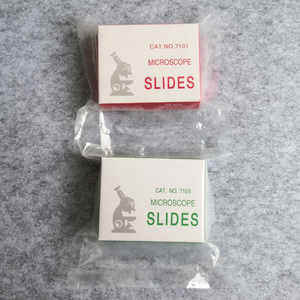 CAT.NO.7101
MICROSCOPE
SLIDES
CAT. NO. 7105
MICROSCOPE
SLIDES